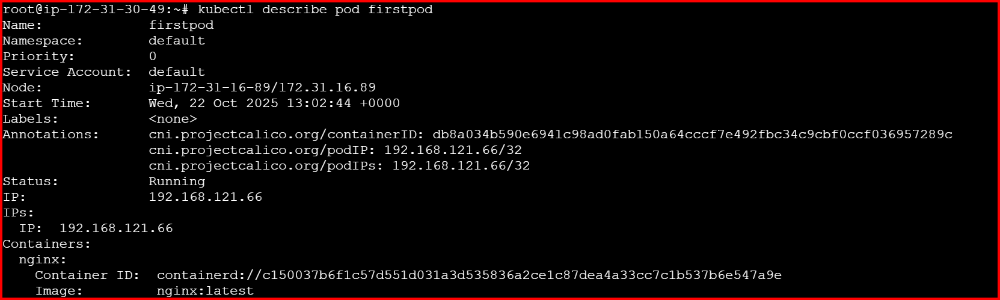 root@ip-172-31-30-49:~# kubectl describe pod firstpod
Name:             firstpod
Namespace:        default
Priority:         0
Service Account:  default
Node:             ip-172-31-16-89/172.31.16.89
Start Time:       Wed, 22 Oct 2025 13:02:44 +0000
Labels:           <none>
Annotations:      cni.projectcalico.org/containerID: db8a034b590e6941c98ad0fab150a64cccf7e492fbc34c9cbf0ccf036957289c
                  cni.projectcalico.org/podIP: 192.168.121.66/32
                  cni.projectcalico.org/podIPs: 192.168.121.66/32
Status:           Running
IP:               192.168.121.66
IPs:
  IP:  192.168.121.66
Containers:
  nginx:
    Container ID:  containerd://c150037b6f1c57d551d031a3d535836a2ce1c87dea4a33cc7c1b537b6e547a9e
    Image:         nginx:latest